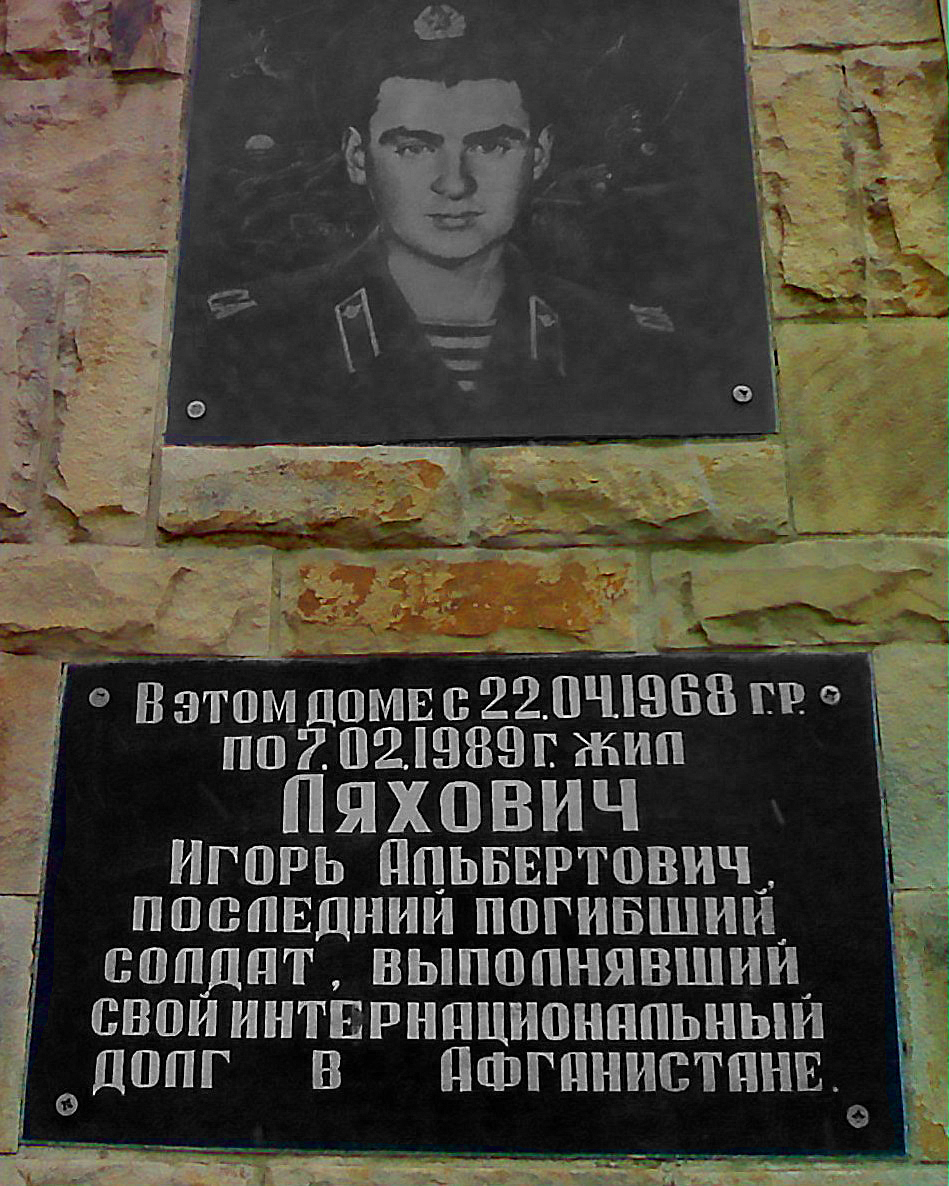 В этом доме с 22.04.1968 г.р.
по 7.02.1989г. жил
Ляхович
Игорь Альбертович,
последний погибший
солдат, выполнявший
свой интернациональный
долг в Афганистане.